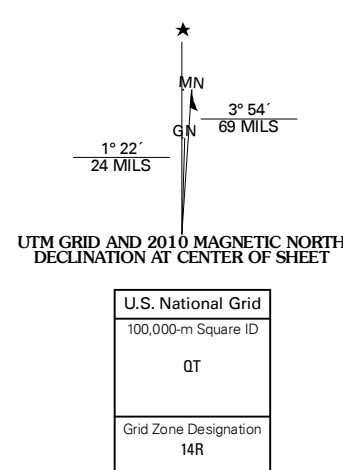 MN
3° 54´
69 MILS
GN
1° 22´
24 MILS
UTM GRID AND 2010 MAGNETIC NORTH
DECLINATION AT CENTER OF SHEET
U.S. National Grid
100,000-m Square ID
QT
Grid Zone Designation
14R